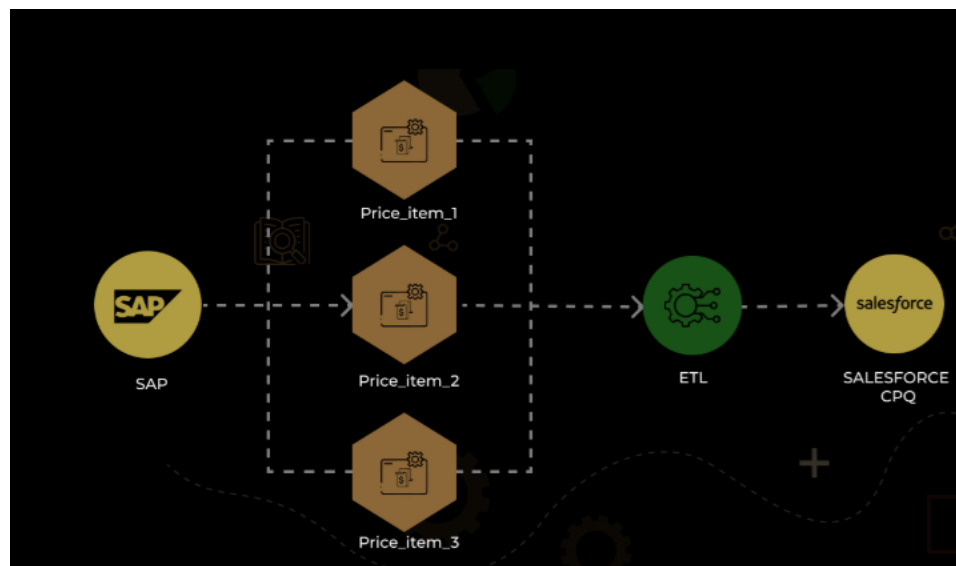 Price_item_1
SAP
salesforce
Price_item_2
SAP
ETL
SALESFORCE
CPQ
Price_item_3